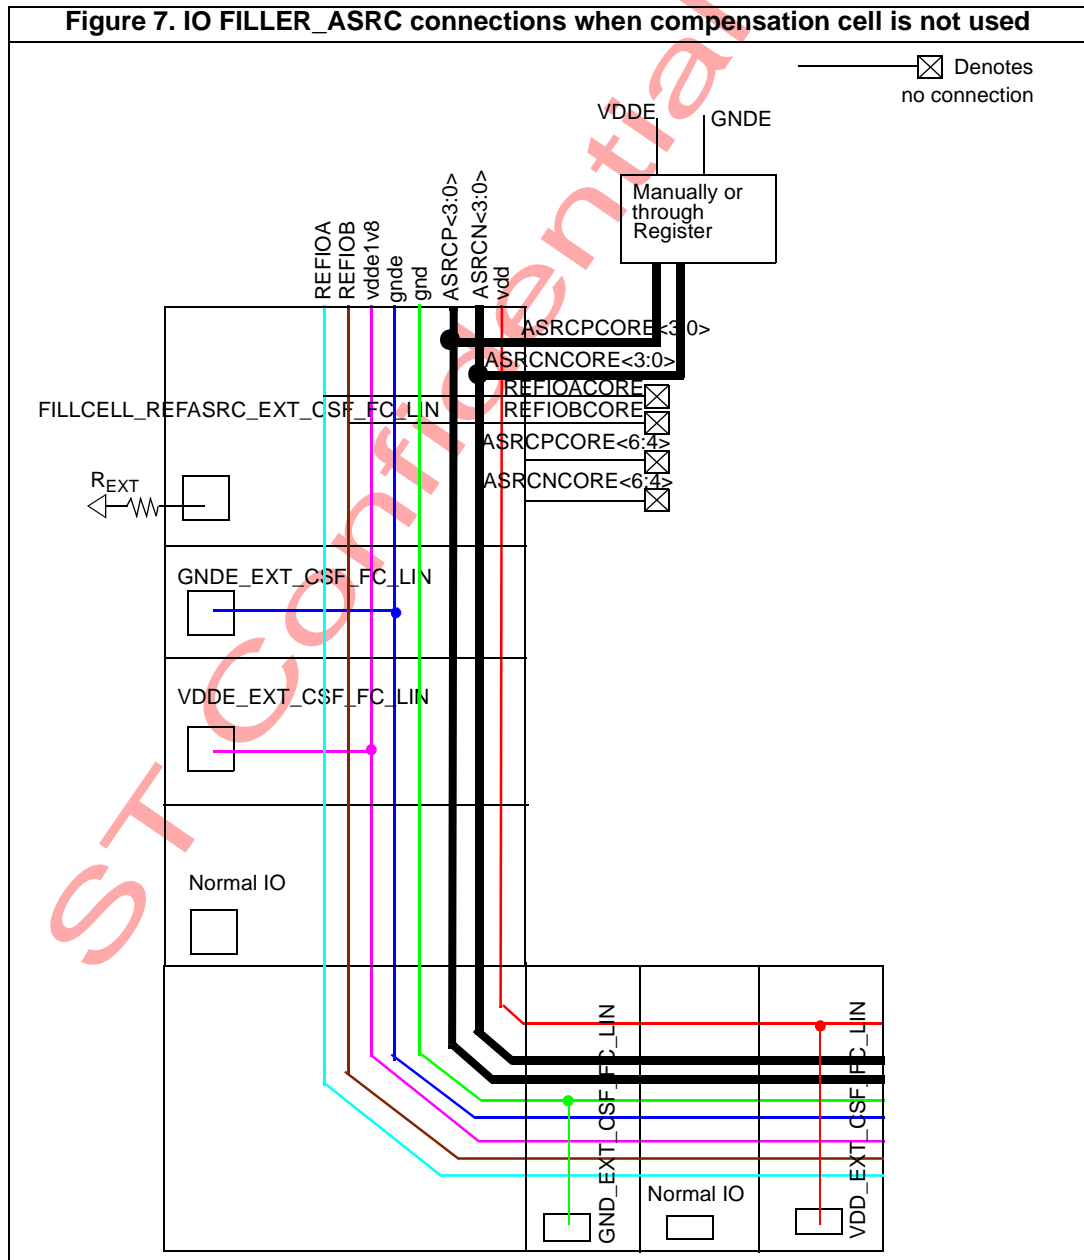 Figure 7. IO FILLER_ASRC connections when compensation cell is not used
Denotes
no connection
VDDE
GNDE
Manually or
through
Register
REFIOA
REFIOB
vdde1v8
gnde
gnd
ASRCP<3:0>
ASRCN<3:0>
vdd
ASRCPCORE<3:0>
ASRCNCORE<3:0>
REFIOACORE
FILLCELL_REFASRC_EXT_CSF_FC_LIN
REFIOBCORE
ASRCPCORE<6:4>
ASRCNCORE<6:4>
REXT
GNDE_EXT_CSF_FC_LIN
VDDE_EXT_CSF_FC_LIN
Normal IO
GND_EXT_CSF_FC_LIN
Normal IO
VDD_EXT_CSF_FC_LIN
ST Confidential